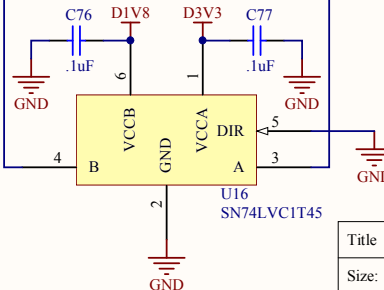 C76 D1V8 D3V3 C77
.1uF .1uF
GND GND
6 1
VCCB VCCA
DIR 5
GND
4 B A 3
GND
2
U16
SN74LVC1T45
Title
Size:
GND